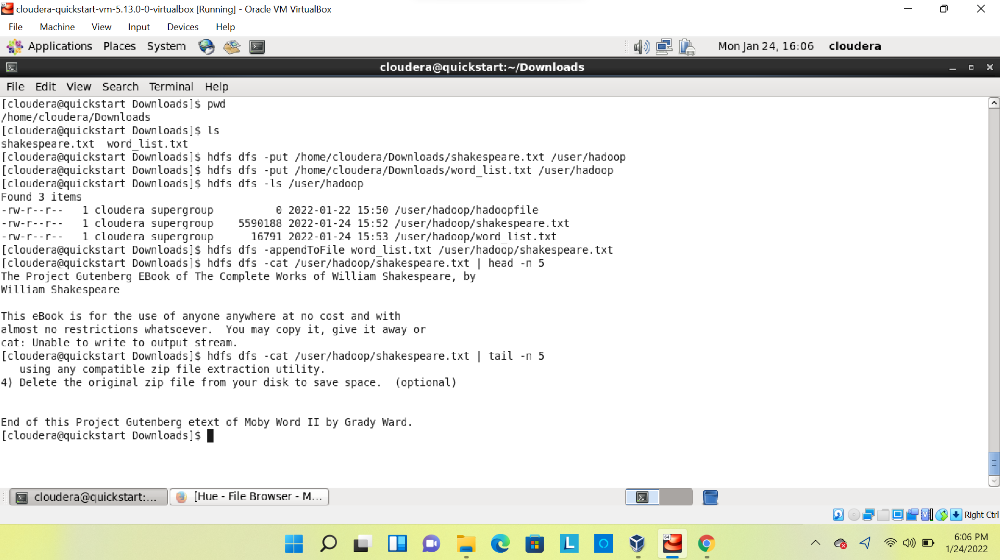 cloudera-quickstart-vm-5.13.0-0-virtualbox [Running] - Oracle VM VirtualBox
File Machine View Input Devices Help
Applications Places System Mon Jan 24, 16:06 cloudera
cloudera@quickstart:~/Downloads
File Edit View Search Terminal Help
[cloudera@quickstart Downloads]$ pwd
/home/cloudera/Downloads
[cloudera@quickstart Downloads]$ ls
shakespeare.txt  word_list.txt
[cloudera@quickstart Downloads]$ hdfs dfs -put /home/cloudera/Downloads/shakespeare.txt /user/hadoop
[cloudera@quickstart Downloads]$ hdfs dfs -put /home/cloudera/Downloads/word_list.txt /user/hadoop
[cloudera@quickstart Downloads]$ hdfs dfs -ls /user/hadoop
Found 3 items
-rw-r--r--   1 cloudera supergroup          0 2022-01-22 15:50 /user/hadoop/hadoopfile
-rw-r--r--   1 cloudera supergroup    5590188 2022-01-24 15:52 /user/hadoop/shakespeare.txt
-rw-r--r--   1 cloudera supergroup      16791 2022-01-24 15:53 /user/hadoop/word_list.txt
[cloudera@quickstart Downloads]$ hdfs dfs -appendToFile word_list.txt /user/hadoop/shakespeare.txt
[cloudera@quickstart Downloads]$ hdfs dfs -cat /user/hadoop/shakespeare.txt | head -n 5
The Project Gutenberg EBook of The Complete Works of William Shakespeare, by
William Shakespeare
This eBook is for the use of anyone anywhere at no cost and with
almost no restrictions whatsoever.  You may copy it, give it away or
cat: Unable to write to output stream.
[cloudera@quickstart Downloads]$ hdfs dfs -cat /user/hadoop/shakespeare.txt | tail -n 5
   using any compatible zip file extraction utility.
4) Delete the original zip file from your disk to save space.  (optional)
End of this Project Gutenberg etext of Moby Word II by Grady Ward.
[cloudera@quickstart Downloads]$
cloudera@quickstart:... [Hue - File Browser - M...
Right Ctrl
64
6:06 PM
1/24/2022